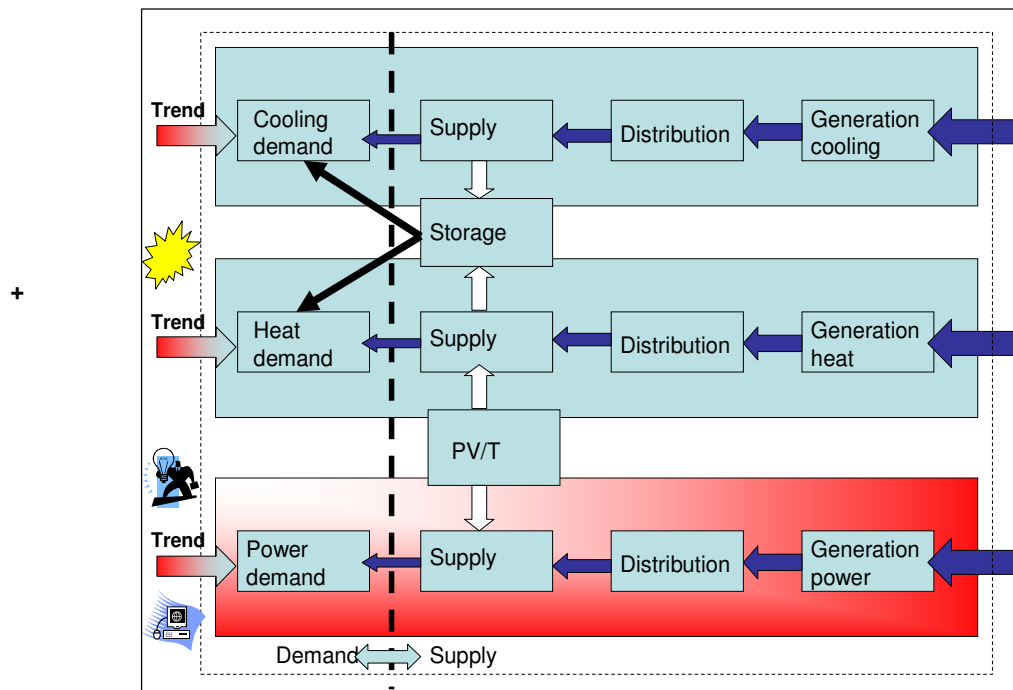 Trend
Cooling
demand
Supply
Distribution
Generation
cooling
Storage
+
Trend
Heat
demand
Supply
Distribution
Generation
heat
PV/T
Trend
Power
demand
Supply
Distribution
Generation
power
Demand
Supply